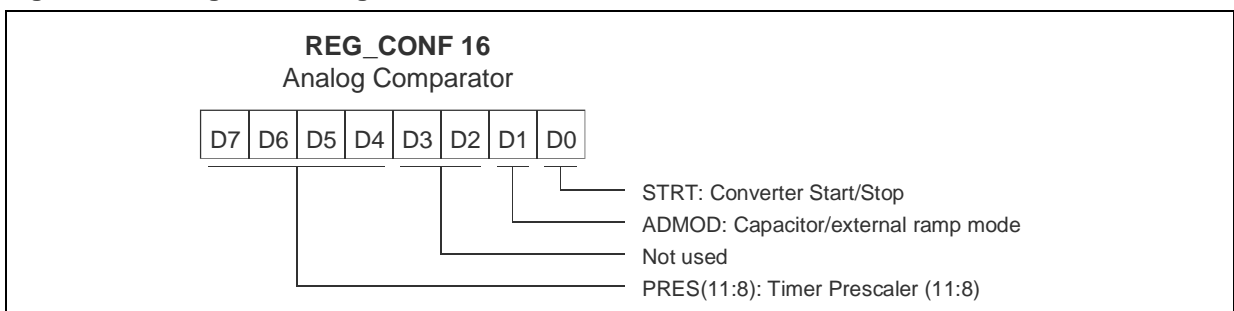 REG_CONF 16
Analog Comparator
D7 D6 D5 D4 D3 D2 D1 D0
STRT: Converter Start/Stop
ADMOD: Capacitor/external ramp mode
Not used
PRES(11:8): Timer Prescaler (11:8)